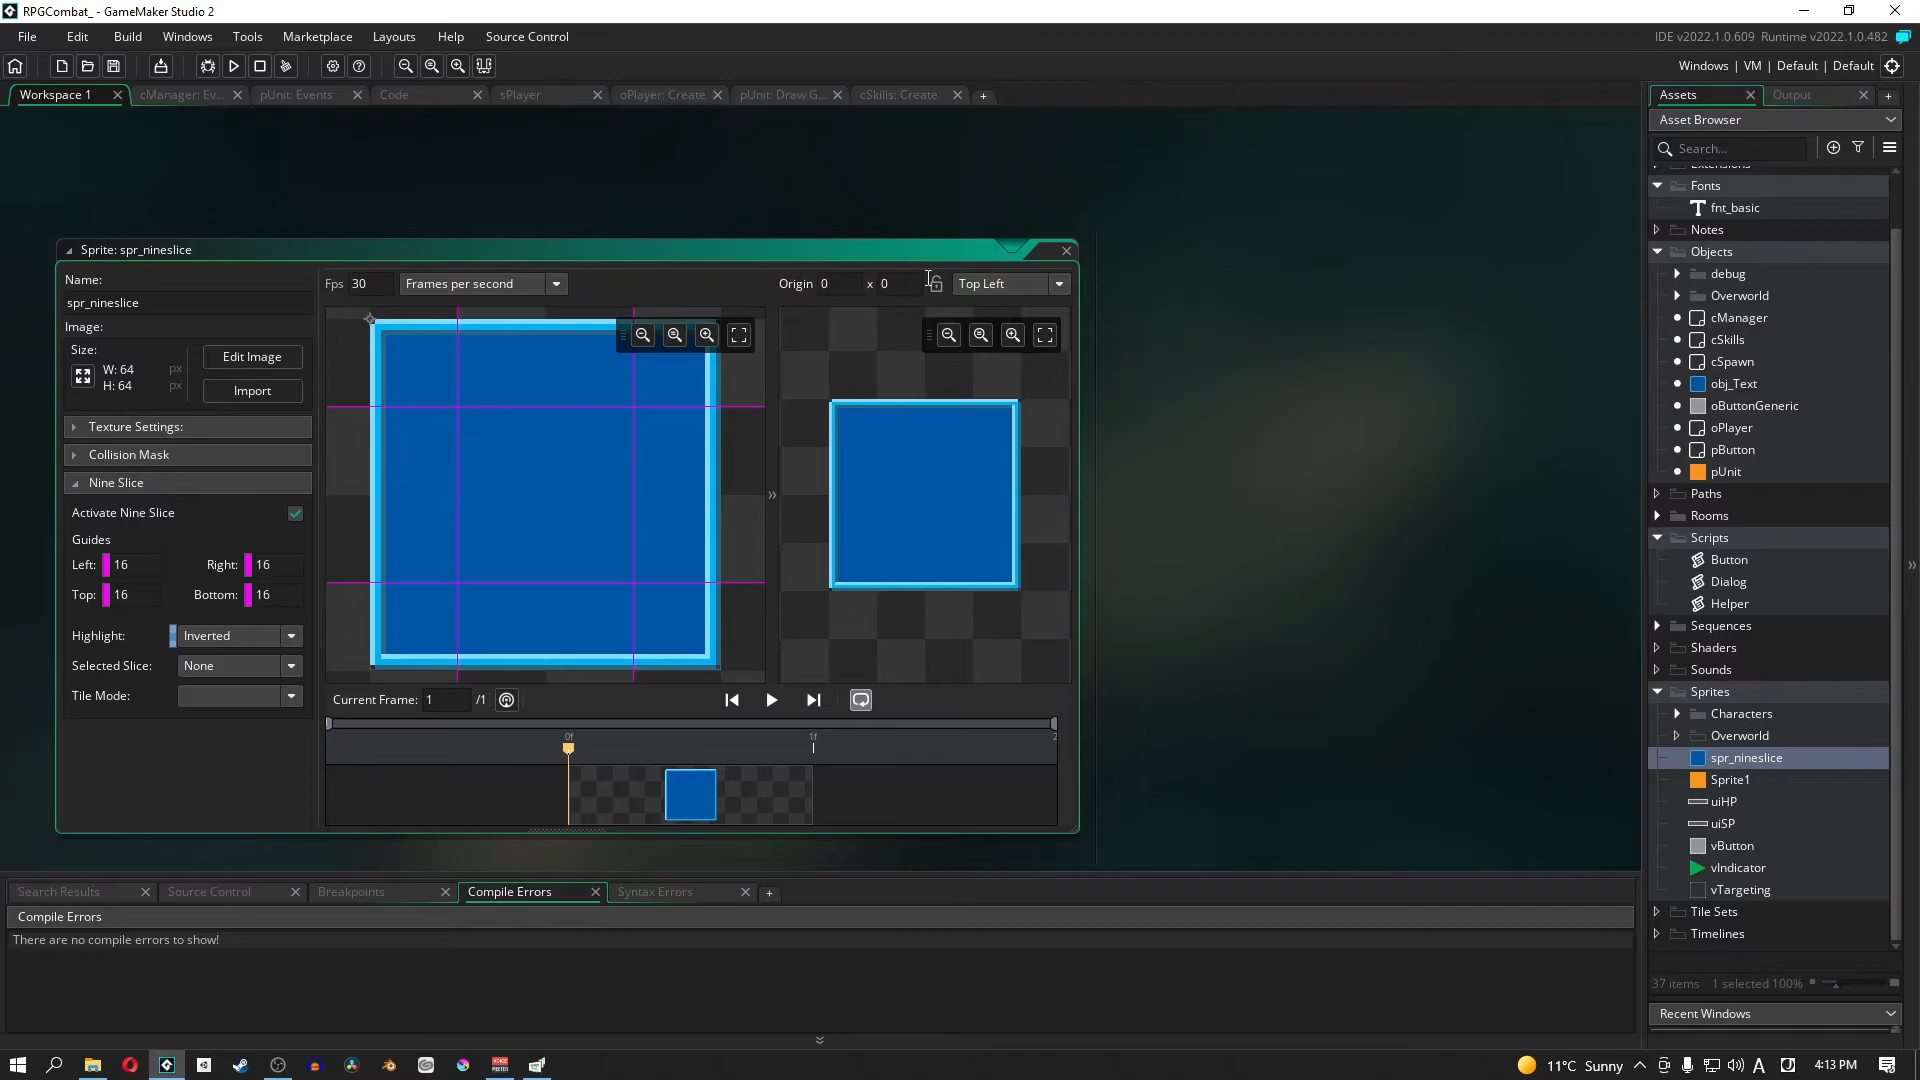 RPGCombat_ - GameMaker Studio 2
File Edit Build Windows Tools Marketplace Layouts Help Source Control
IDE v2022.1.0.609 Runtime v2022.1.0.482
Windows | VM | Default | Default
Workspace 1 cManager: Ev... pUnit: Events Code sPlayer oPlayer: Create pUnit: Draw G... cSkills: Create
Assets Output
Asset Browser
Search...
Extensions
Fonts
fnt_basic
Notes
Objects
debug
Overworld
cManager
cSkills
cSpawn
obj_Text
oButtonGeneric
oPlayer
pButton
pUnit
Paths
Rooms
Scripts
Button
Dialog
Helper
Sequences
Shaders
Sounds
Sprites
Characters
Overworld
spr_nineslice
Sprite1
uiHP
uiSP
vButton
vIndicator
vTargeting
Tile Sets
Timelines
37 items 1 selected 100%
Recent Windows
Sprite: spr_nineslice
Name:
spr_nineslice
Image:
Size:
W: 64 px
H: 64 px
Edit Image
Import
Texture Settings:
Collision Mask
Nine Slice
Activate Nine Slice
Guides
Left: 16 Right: 16
Top: 16 Bottom: 16
Highlight: Inverted
Selected Slice: None
Tile Mode:
Fps 30 Frames per second
Origin 0 x 0 Top Left
Current Frame: 1 /1
0f 1f 2
Search Results Source Control Breakpoints Compile Errors Syntax Errors
Compile Errors
There are no compile errors to show!
11°C Sunny
A
4:13 PM